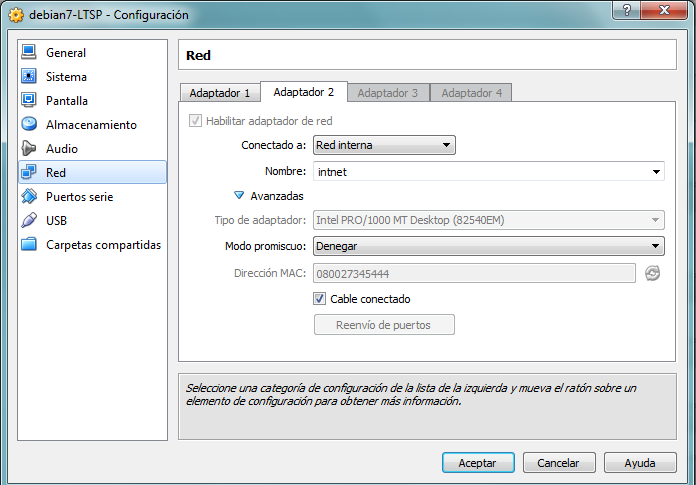 debian7-LTSP - Configuración
General
Sistema
Pantalla
Almacenamiento
Audio
Red
Puertos serie
USB
Carpetas compartidas
Red
Adaptador 1 Adaptador 2 Adaptador 3 Adaptador 4
Habilitar adaptador de red
Conectado a: Red interna
Nombre: intnet
Avanzadas
Tipo de adaptador: Intel PRO/1000 MT Desktop (82540EM)
Modo promiscuo: Denegar
Dirección MAC: 080027345444
Cable conectado
Reenvío de puertos
Seleccione una categoría de configuración de la lista de la izquierda y mueva el ratón sobre un
elemento de configuración para obtener más información.
Aceptar Cancelar Ayuda